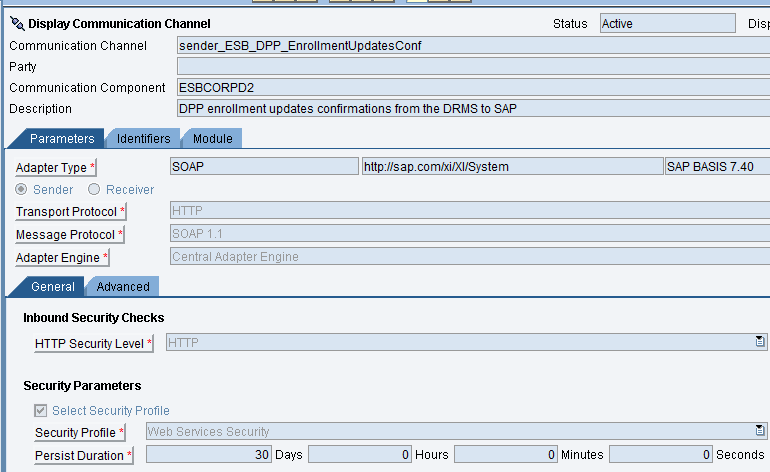 Display Communication Channel Status Active Disp
Communication Channel sender_ESB_DPP_EnrollmentUpdatesConf
Party
Communication Component ESBCORPD2
Description DPP enrollment updates confirmations from the DRMS to SAP
Parameters Identifiers Module
Adapter Type * SOAP http://sap.com/xi/XI/System SAP BASIS 7.40
Sender Receiver
Transport Protocol * HTTP
Message Protocol * SOAP 1.1
Adapter Engine * Central Adapter Engine
General Advanced
Inbound Security Checks
HTTP Security Level * HTTP
Security Parameters
Select Security Profile
Security Profile * Web Services Security
Persist Duration * 30 Days 0 Hours 0 Minutes 0 Seconds